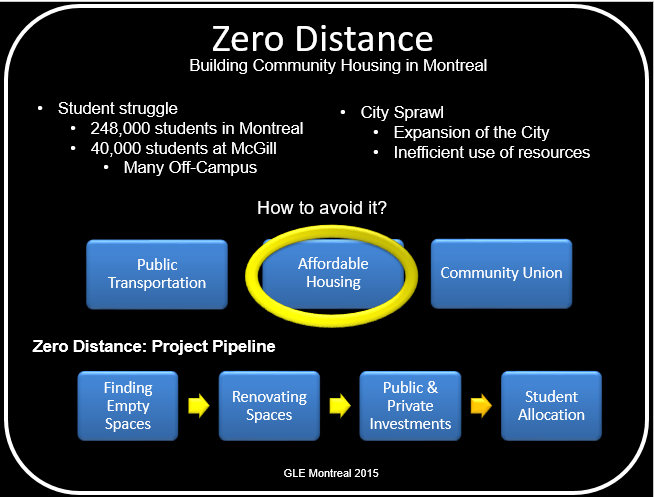 Zero Distance
Building Community Housing in Montreal
• Student struggle
• 248,000 students in Montreal
• 40,000 students at McGill
• Many Off-Campus
• City Sprawl
• Expansion of the City
• Inefficient use of resources
How to avoid it?
Public
Transportation
Affordable
Housing
Community Union
Zero Distance: Project Pipeline
Finding
Empty
Spaces
Renovating
Spaces
Public &
Private
Investments
Student
Allocation
GLE Montreal 2015